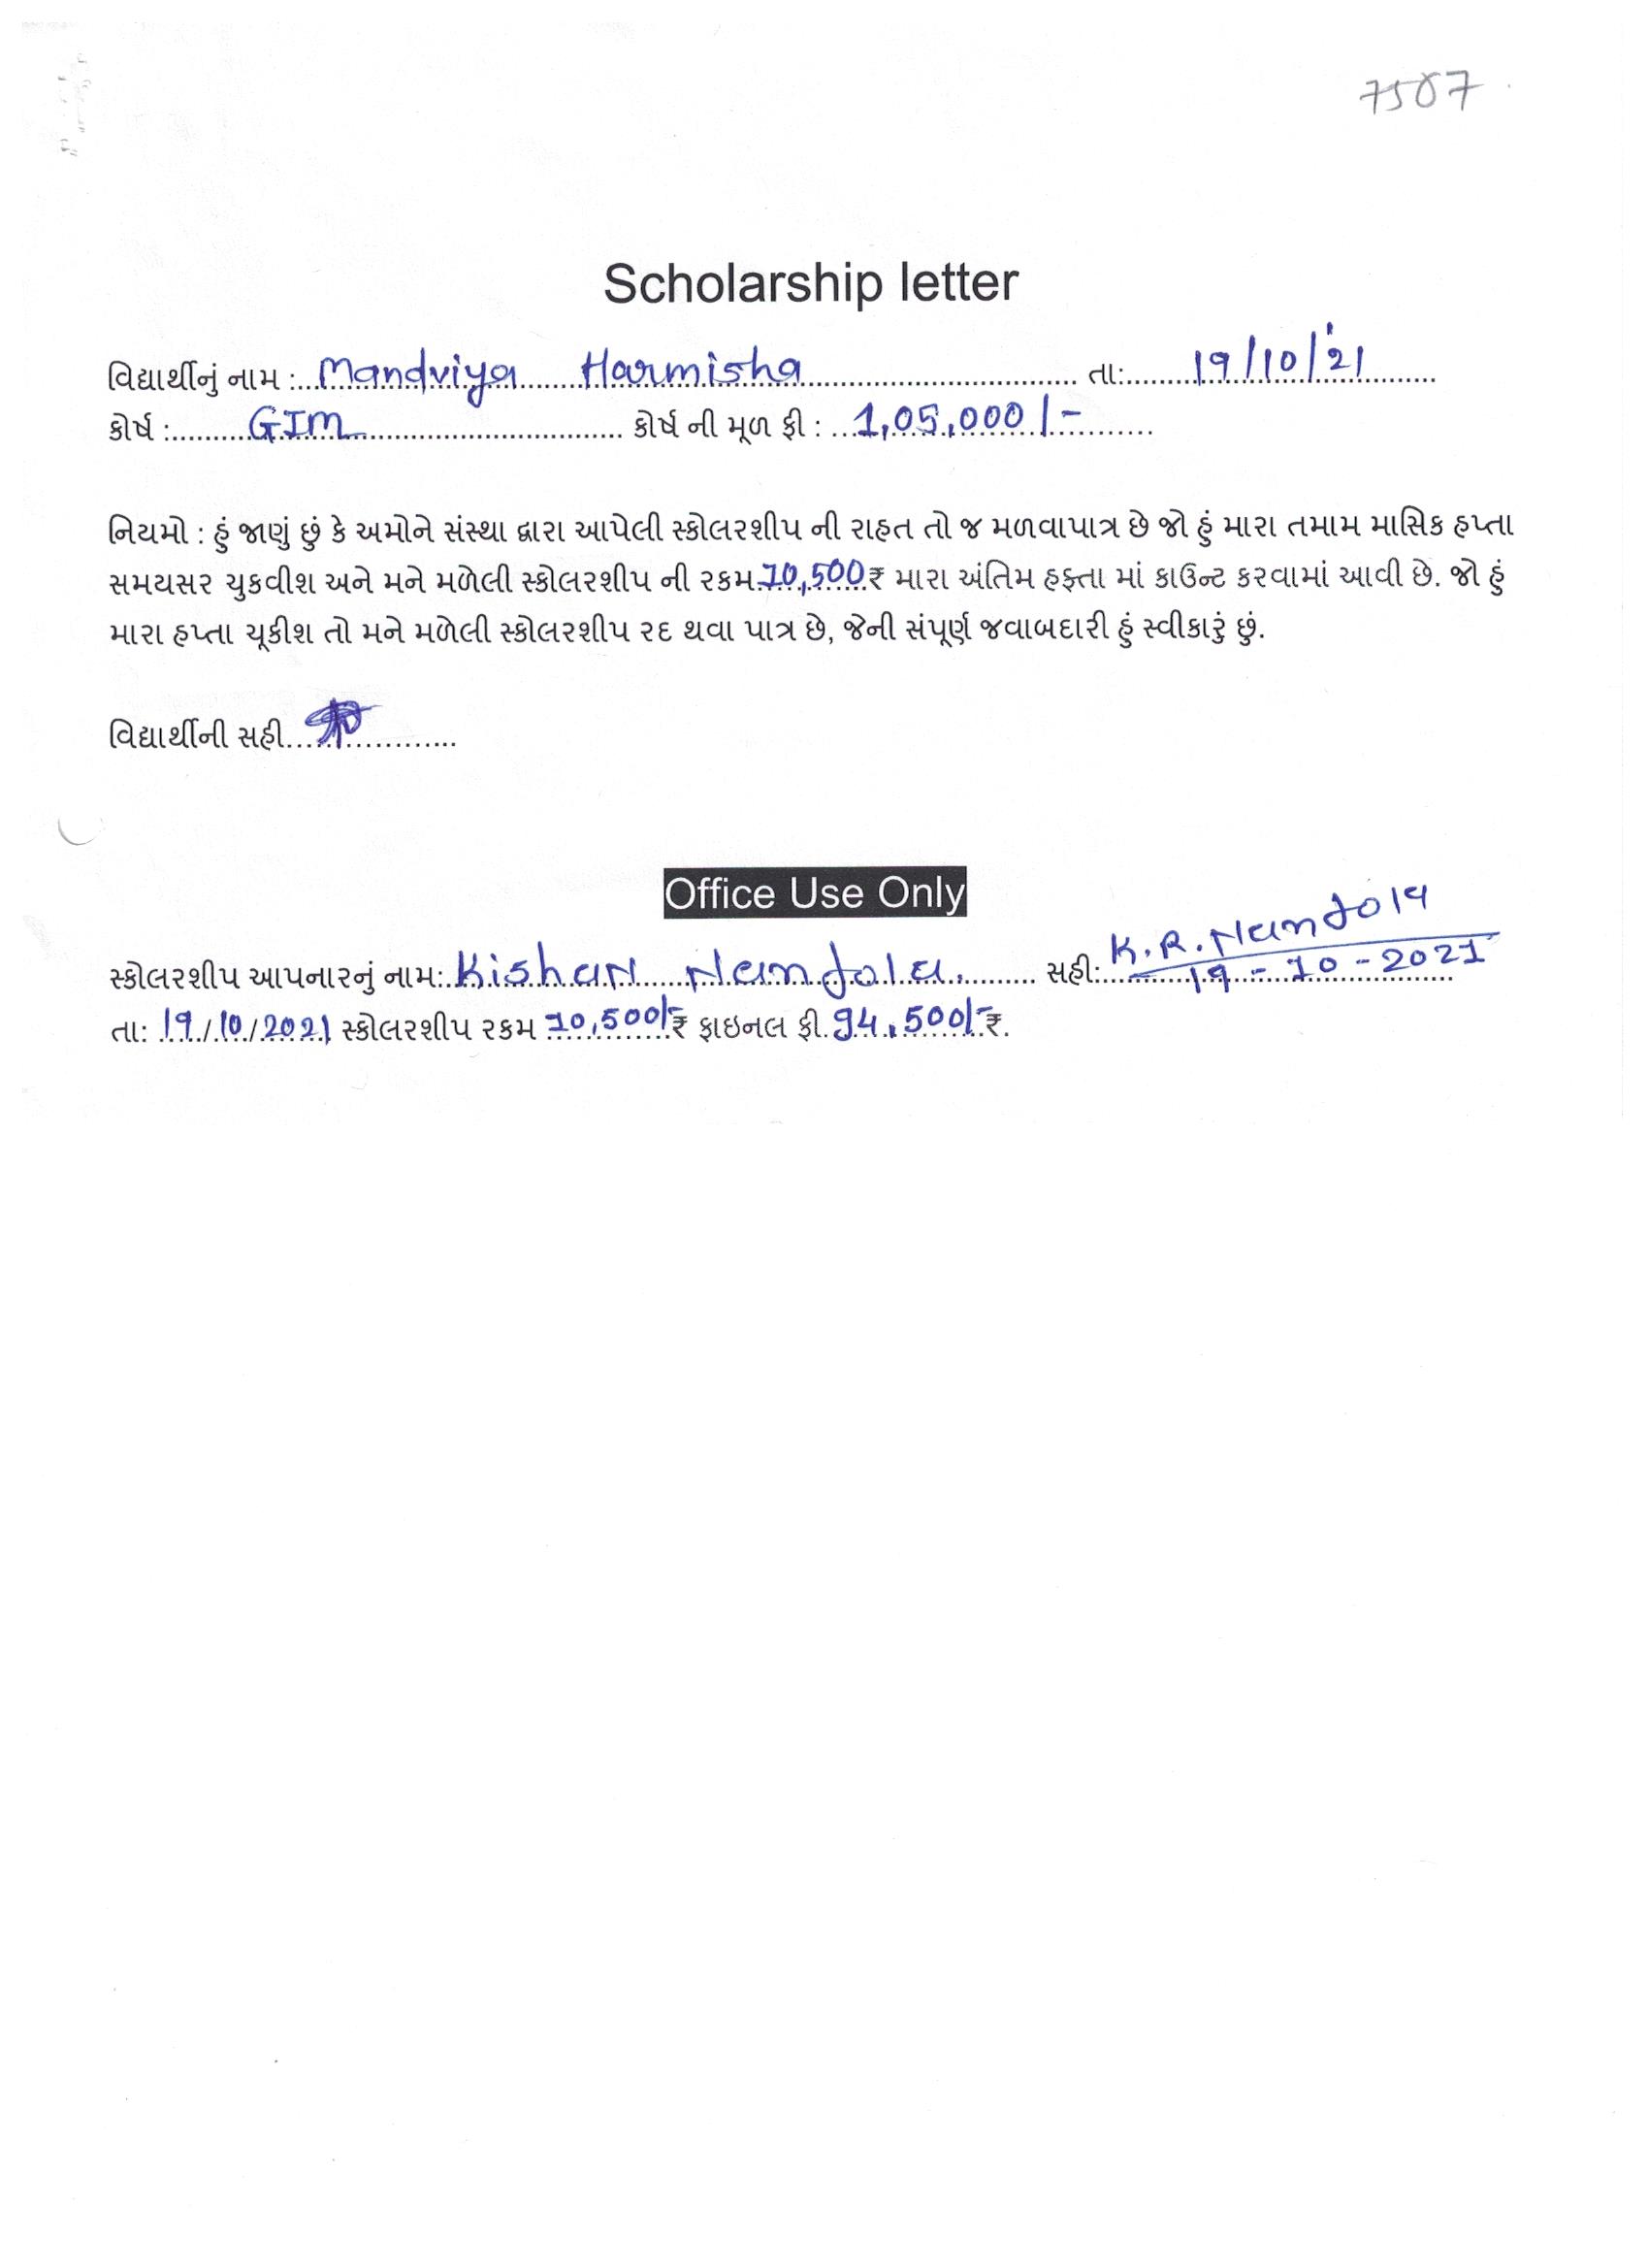 7507
Scholarship letter
વિદ્યાર્થીનું નામ : Mandviya Harmisha તા: 19/10/21
કોર્ષ : GIM કોર્ષ ની મૂળ ફી : 1,05,000/-
નિયમો : હું જાણું છું કે અમોને સંસ્થા દ્વારા આપેલી સ્કોલરશીપ ની રાહત તો જ મળવાપાત્ર છે જો હું મારા તમામ માસિક હપ્તા
સમયસર ચુકવીશ અને મને મળેલી સ્કોલરશીપ ની રકમ 10,500 ₹ મારા અંતિમ હફ્તા માં કાઉન્ટ કરવામાં આવી છે. જો હું
મારા હપ્તા ચૂકીશ તો મને મળેલી સ્કોલરશીપ રદ થવા પાત્ર છે, જેની સંપૂર્ણ જવાબદારી હું સ્વીકારું છું.
વિદ્યાર્થીની સહી
Office Use Only
સ્કોલરશીપ આપનારનું નામ: Kishan Nandola. સહી: K.R.Nandola
19-10-2021
તા: 19/10/2021 સ્કોલરશીપ રકમ 10,500/- ₹ ફાઇનલ ફી 94,500/- ₹.